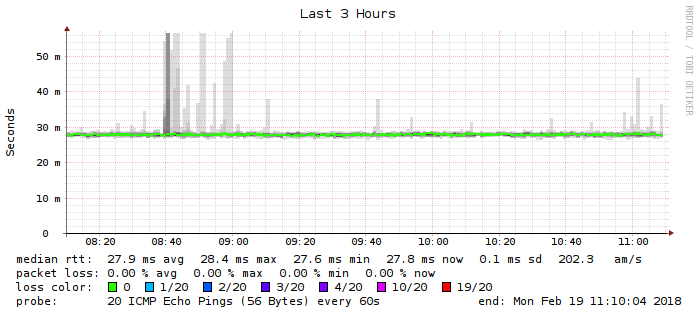 Last 3 Hours
RRDTOOL / TOBI OETIKER
Seconds
50 m
40 m
30 m
20 m
10 m
0
08:20 08:40 09:00 09:20 09:40 10:00 10:20 10:40 11:00
median rtt: 27.9 ms avg 28.4 ms max 27.6 ms min 27.8 ms now 0.1 ms sd 202.3 am/s
packet loss: 0.00 % avg 0.00 % max 0.00 % min 0.00 % now
loss color: 0 1/20 2/20 3/20 4/20 10/20 19/20
probe: 20 ICMP Echo Pings (56 Bytes) every 60s end: Mon Feb 19 11:10:04 2018